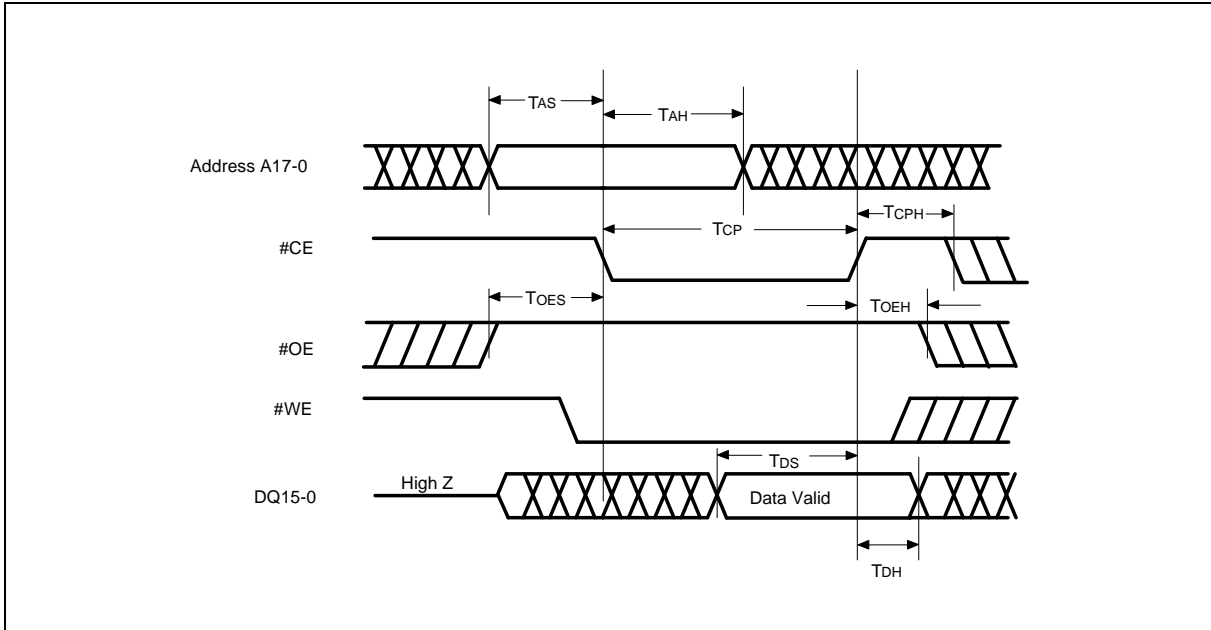 TAS
TAH
Address A17-0
TCPH
TCP
#CE
TOES
TOEH
#OE
#WE
TDS
High Z
Data Valid
DQ15-0
TDH